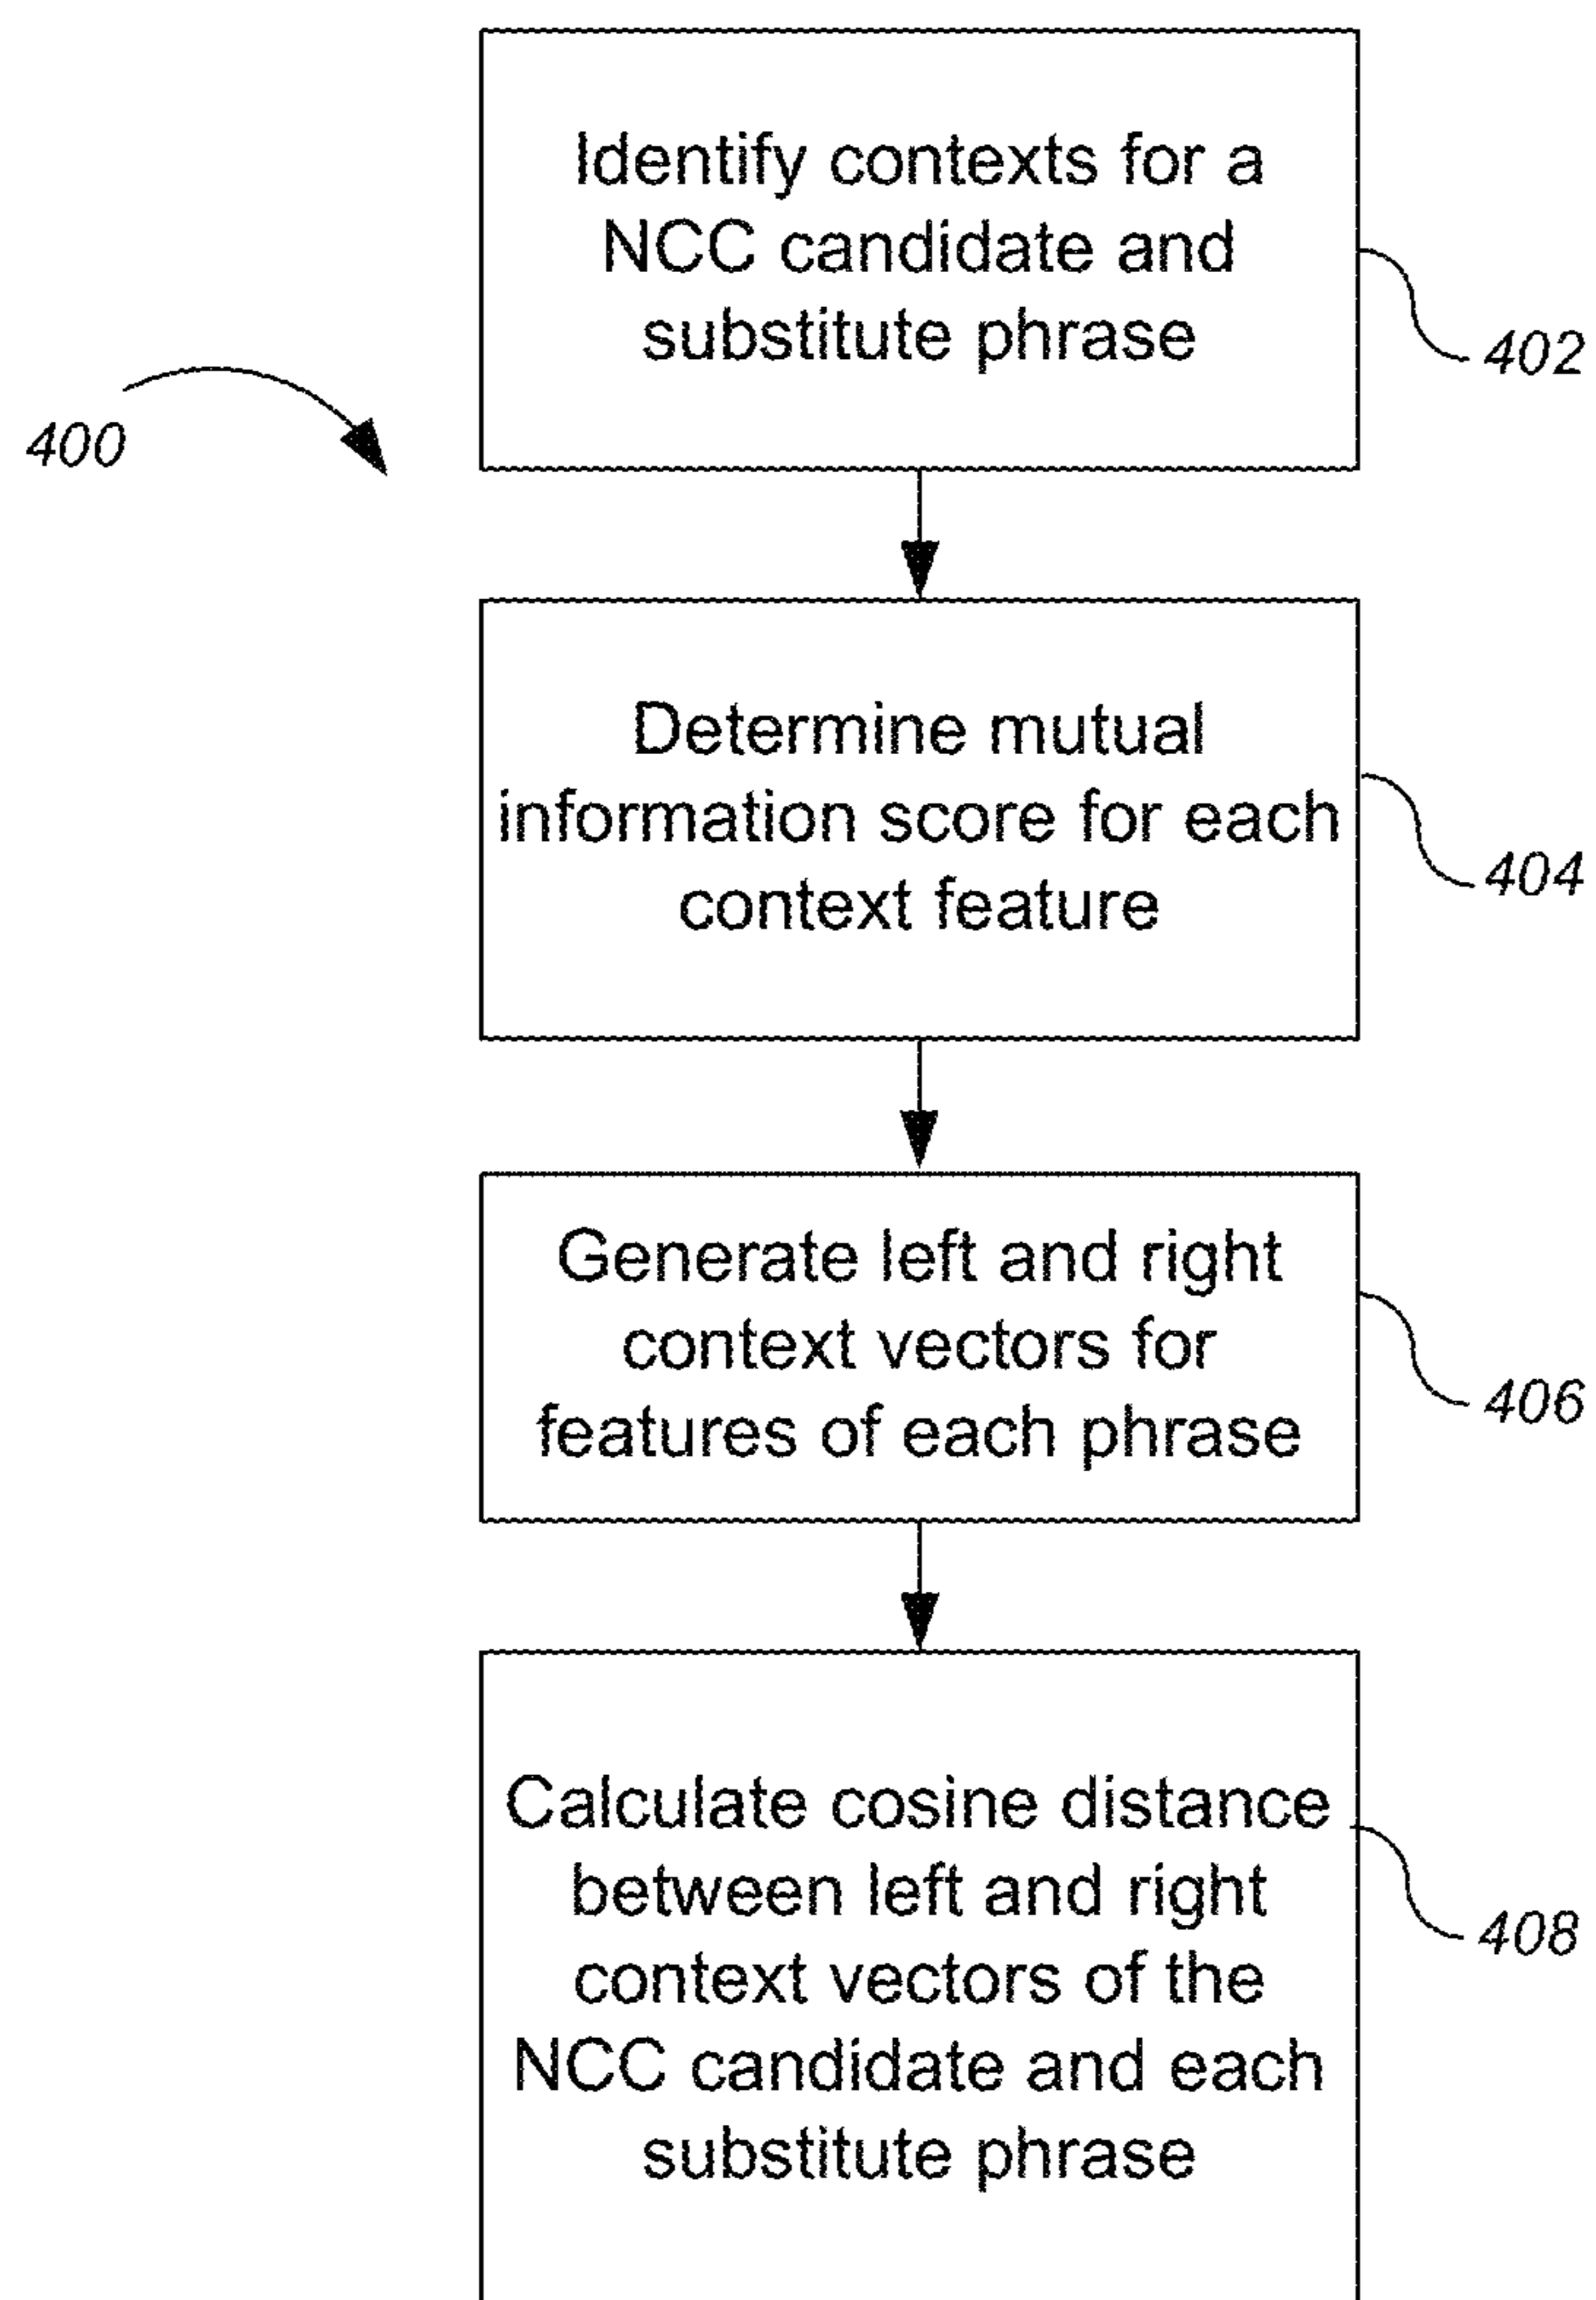 Identify contexts for a
NCC candidate and
substitute phrase
402
400
Determine mutual
information score for each
context feature
404
Generate left and right
context vectors for
features of each phrase
406
Calculate cosine distance
between left and right
context vectors of the
NCC candidate and each
substitute phrase
408